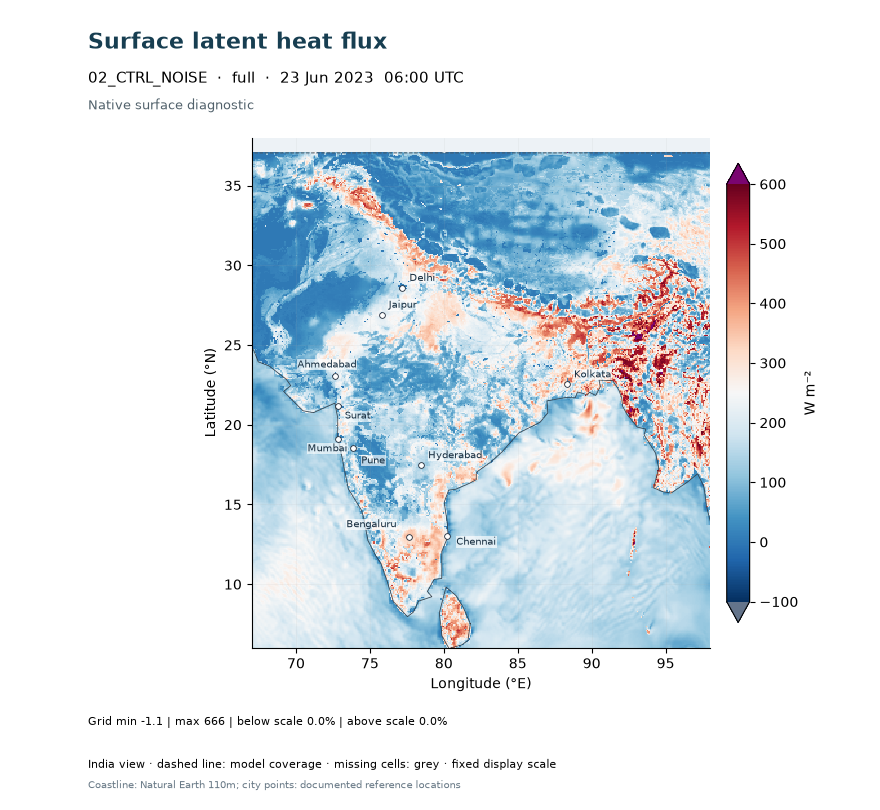 Surface latent heat flux
02_CTRL_NOISE · full · 23 Jun 2023 06:00 UTC
Native surface diagnostic
35
30
25
20
15
10
70
75
80
85
90
95
Latitude (°N)
Longitude (°E)
Delhi
Jaipur
Ahmedabad
Kolkata
Surat
Mumbai
Pune
Hyderabad
Bengaluru
Chennai
600
500
400
300
200
100
0
−100
W m⁻²
Grid min -1.1 | max 666 | below scale 0.0% | above scale 0.0%
India view · dashed line: model coverage · missing cells: grey · fixed display scale
Coastline: Natural Earth 110m; city points: documented reference locations